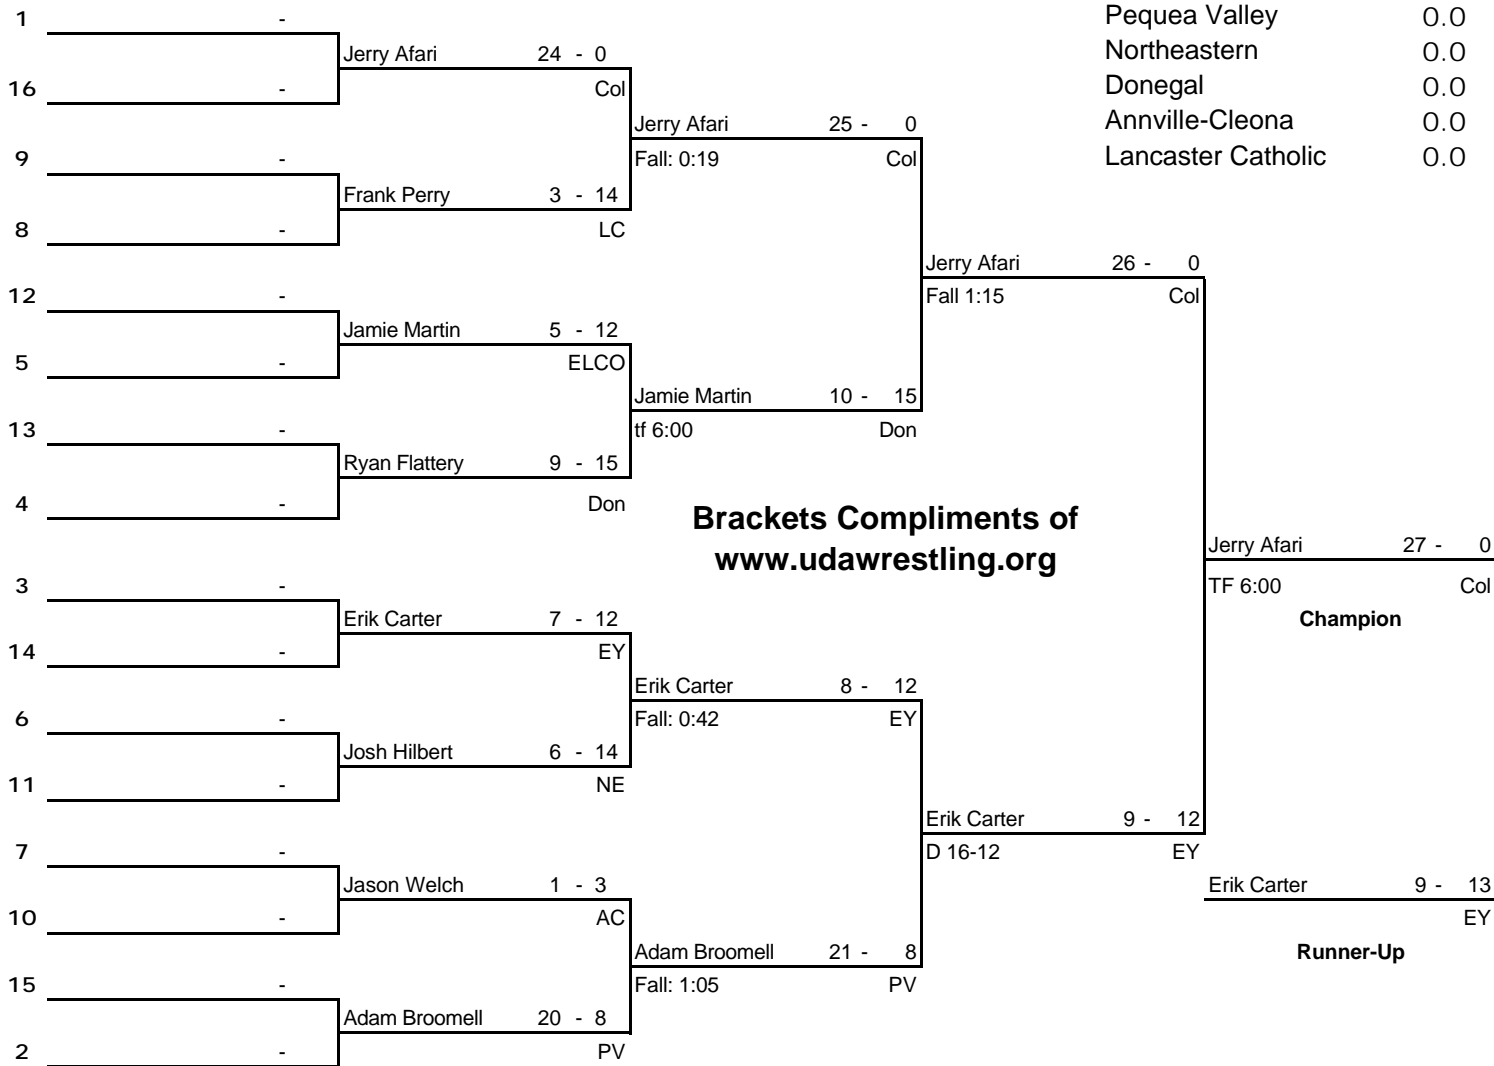 1 - Pequea Valley 0.0
Jerry Afari 24 - 0 Northeastern 0.0
16 - Col Donegal 0.0
Jerry Afari 25 - 0 Annville-Cleona 0.0
9 - Fall: 0:19 Col Lancaster Catholic 0.0
Frank Perry 3 - 14
8 - LC
Jerry Afari 26 - 0
12 - Fall 1:15 Col
Jamie Martin 5 - 12
5 - ELCO
Jamie Martin 10 - 15
13 - tf 6:00 Don
Ryan Flattery 9 - 15
4 - Don
Brackets Compliments of
www.udawrestling.org
Jerry Afari 27 - 0
3 - TF 6:00 Col
Erik Carter 7 - 12 Champion
14 - EY
Erik Carter 8 - 12
6 - Fall: 0:42 EY
Josh Hilbert 6 - 14
11 - NE
Erik Carter 9 - 12
7 - D 16-12 EY
Jason Welch 1 - 3 Erik Carter 9 - 13
10 - AC EY
Adam Broomell 21 - 8 Runner-Up
15 - Fall: 1:05 PV
Adam Broomell 20 - 8
2 - PV